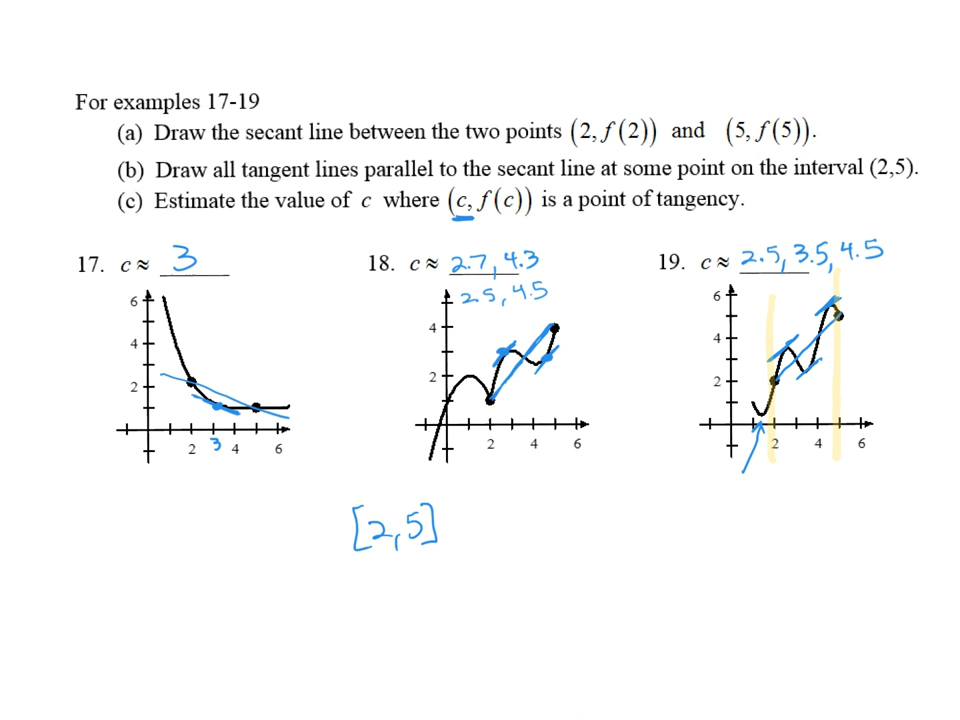 For examples 17-19
(a) Draw the secant line between the two points (2, f(2)) and (5, f(5)).
(b) Draw all tangent lines parallel to the secant line at some point on the interval (2,5).
(c) Estimate the value of c where (c, f(c)) is a point of tangency.
17. c ≈ 3
18. c ≈ 2.7, 4.3
19. c ≈ 2.5, 3.5, 4.5
2.5, 4.5
6
4
2
2 3 4 6
4
2
2 4 6
6
4
2
2 4 6
[2,5]